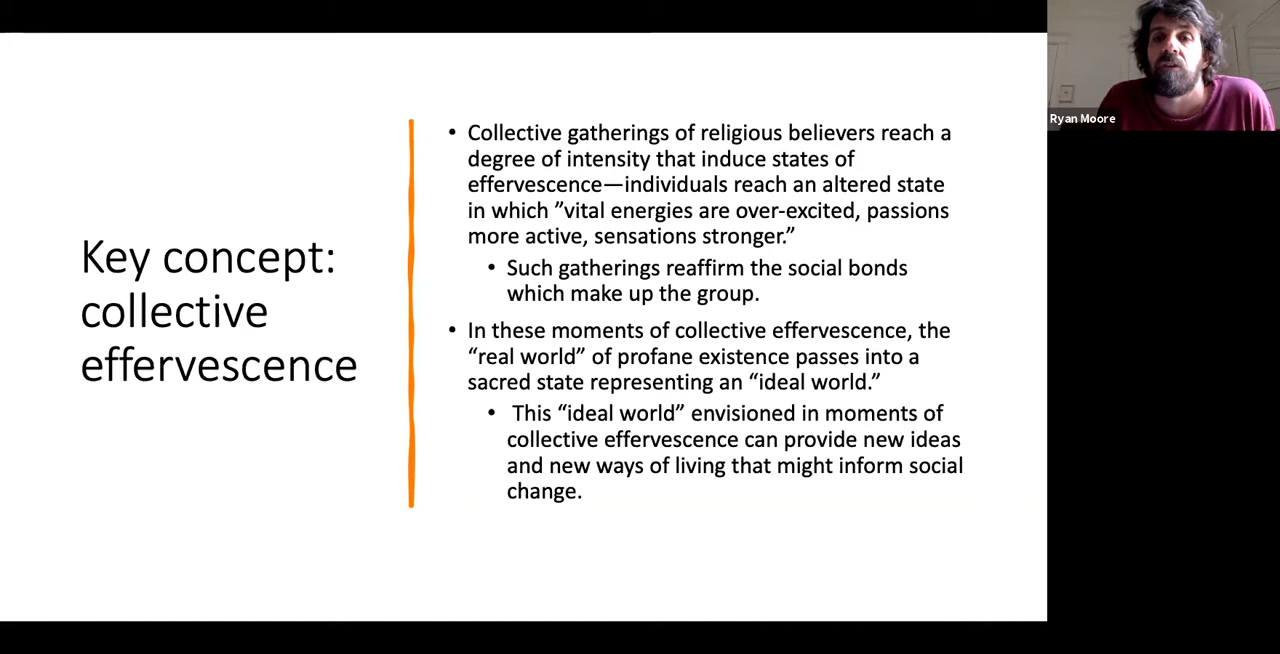 Key concept:
collective
effervescence
• Collective gatherings of religious believers reach a
degree of intensity that induce states of
effervescence—individuals reach an altered state
in which ”vital energies are over-excited, passions
more active, sensations stronger.”
• Such gatherings reaffirm the social bonds
which make up the group.
• In these moments of collective effervescence, the
“real world” of profane existence passes into a
sacred state representing an “ideal world.”
• This “ideal world” envisioned in moments of
collective effervescence can provide new ideas
and new ways of living that might inform social
change.
Ryan Moore